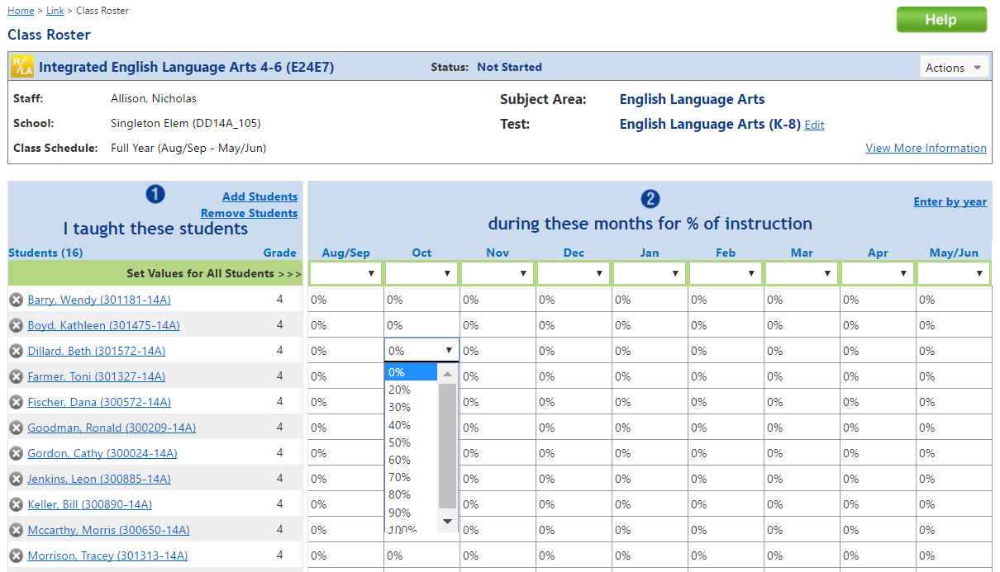 Home > Link > Class Roster
Help
Class Roster
R/LA Integrated English Language Arts 4-6 (E24E7) Status: Not Started Actions
Staff: Allison, Nicholas Subject Area: English Language Arts
School: Singleton Elem (DD14A_105) Test: English Language Arts (K-8) Edit
Class Schedule: Full Year (Aug/Sep - May/Jun) View More Information
1 Add Students
Remove Students
I taught these students
2 Enter by year
during these months for % of instruction
Students (16) Grade Aug/Sep Oct Nov Dec Jan Feb Mar Apr May/Jun
Set Values for All Students >>>
Barry, Wendy (301181-14A) 4 0% 0% 0% 0% 0% 0% 0% 0% 0%
Boyd, Kathleen (301475-14A) 4 0% 0% 0% 0% 0% 0% 0% 0% 0%
Dillard, Beth (301572-14A) 4 0% 0% 0% 0% 0% 0% 0% 0% 0%
Farmer, Toni (301327-14A) 4 0% 0% 0% 0% 0% 0% 0% 0%
Fischer, Dana (300572-14A) 4 0% 0% 0% 0% 0% 0% 0% 0%
Goodman, Ronald (300209-14A) 4 0% 0% 0% 0% 0% 0% 0% 0%
Gordon, Cathy (300024-14A) 4 0% 0% 0% 0% 0% 0% 0% 0%
Jenkins, Leon (300885-14A) 4 0% 0% 0% 0% 0% 0% 0% 0%
Keller, Bill (300890-14A) 4 0% 0% 0% 0% 0% 0% 0% 0%
Mccarthy, Morris (300650-14A) 4 0% 0% 0% 0% 0% 0% 0% 0%
Morrison, Tracey (301313-14A) 4 0% 0% 0% 0% 0% 0% 0% 0% 0%
0%
20%
30%
40%
50%
60%
70%
80%
90%
100%